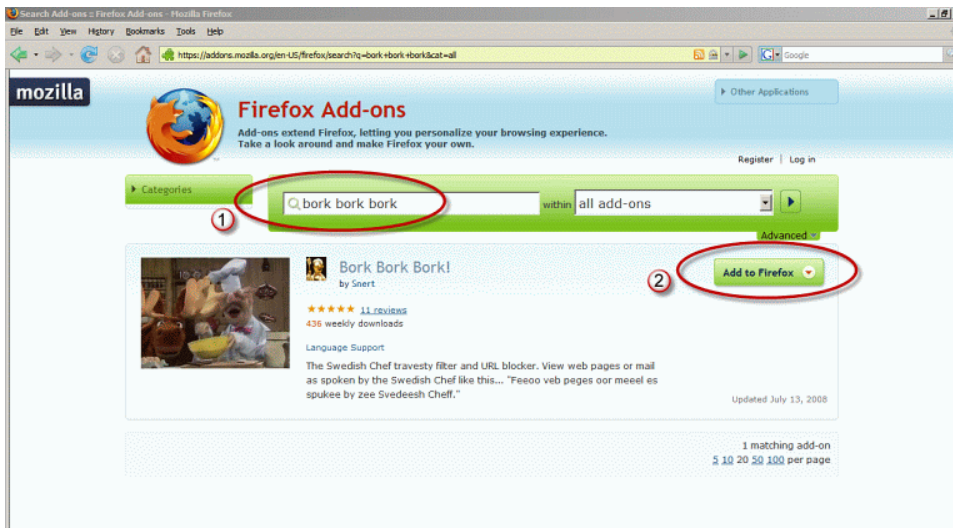 Search Add-ons :: Firefox Add-ons - Mozilla Firefox
File Edit View History Bookmarks Tools Help
https://addons.mozilla.org/en-US/firefox/search?q=bork+bork+bork&cat=all
G Google
mozilla
Other Applications
Firefox Add-ons
Add-ons extend Firefox, letting you personalize your browsing experience.
Take a look around and make Firefox your own.
Register | Log in
Categories
bork bork bork within all add-ons
1
Advanced
Bork Bork Bork!
2
Add to Firefox
by Snert
11 reviews
436 weekly downloads
Language Support
The Swedish Chef travesty filter and URL blocker. View web pages or mail
as spoken by the Swedish Chef like this... "Feeoo veb peges oor meeel es
spukee by zee Svedeesh Cheff."
Updated July 13, 2008
1 matching add-on
5 10 20 50 100 per page